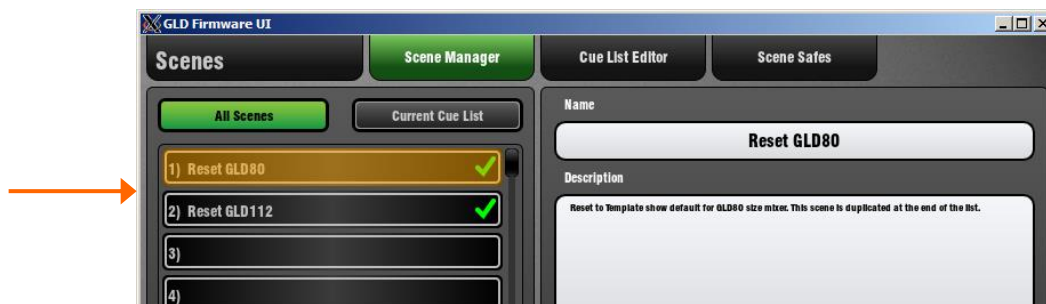 GLD Firmware UI
Scenes
Scene Manager
Cue List Editor
Scene Safes
All Scenes
Current Cue List
1) Reset GLD80
2) Reset GLD112
3)
4)
Name
Reset GLD80
Description
Reset to Template show default for GLD80 size mixer. This scene is duplicated at the end of the list.